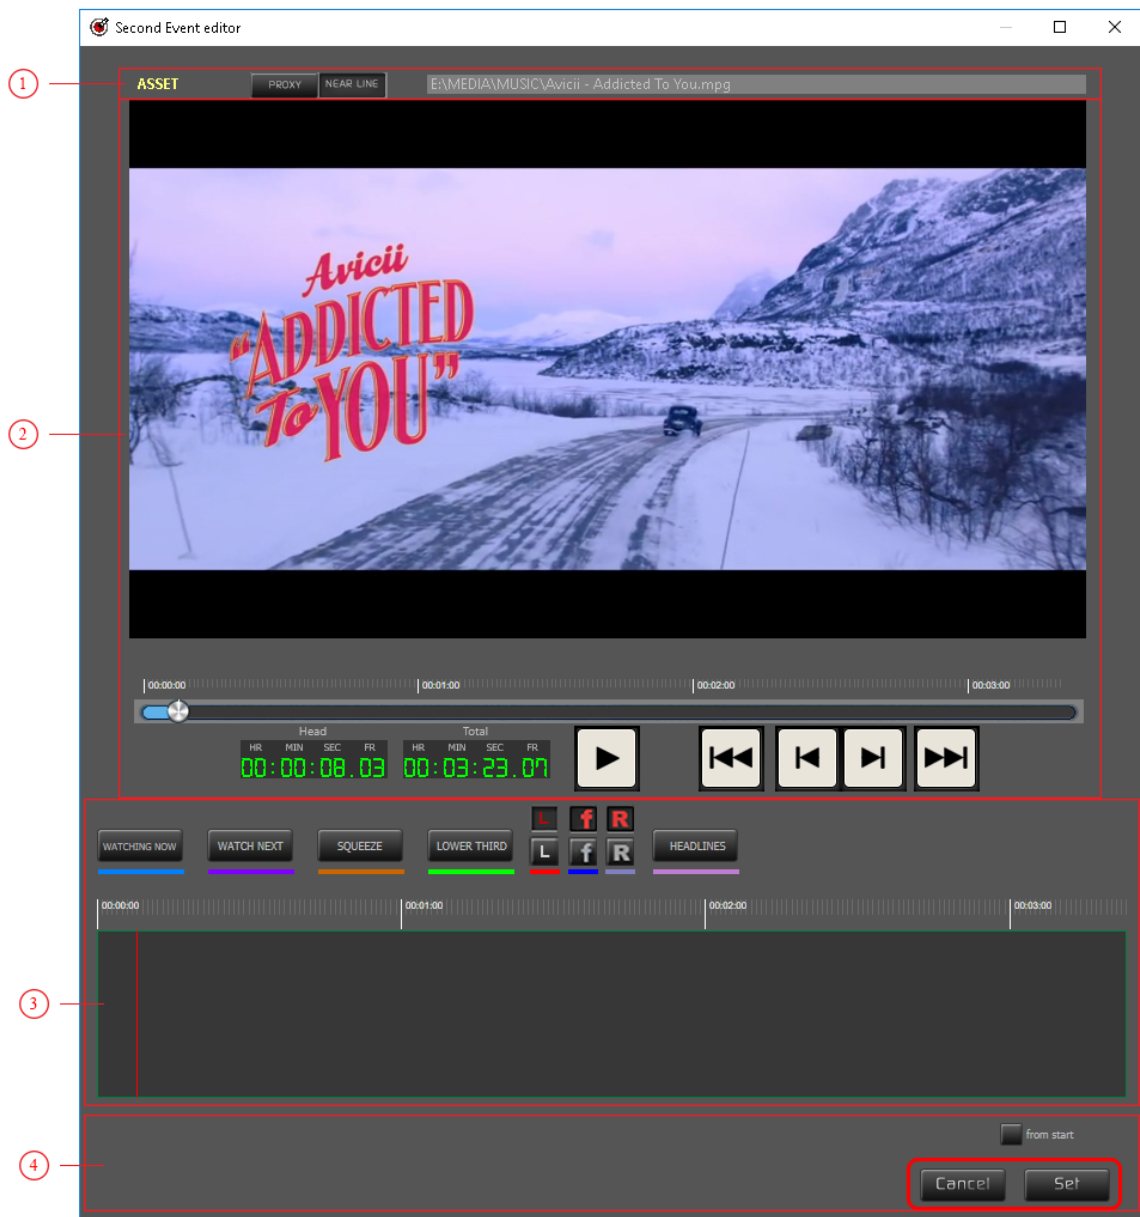 Second Event editor
1
ASSET PROXY NEAR LINE E:\MEDIA\MUSIC\Avicii - Addicted To You.mpg
Avicii
"ADDICTED
To YOU"
2
00:00:00 00:01:00 00:02:00 00:03:00
Head Total
HR MIN SEC FR HR MIN SEC FR
00:00:08.03 00:03:23.07
L f R
WATCHING NOW WATCH NEXT SQUEEZE LOWER THIRD L f R HEADLINES
00:00:00 00:01:00 00:02:00 00:03:00
3
from start
4
Cancel Set